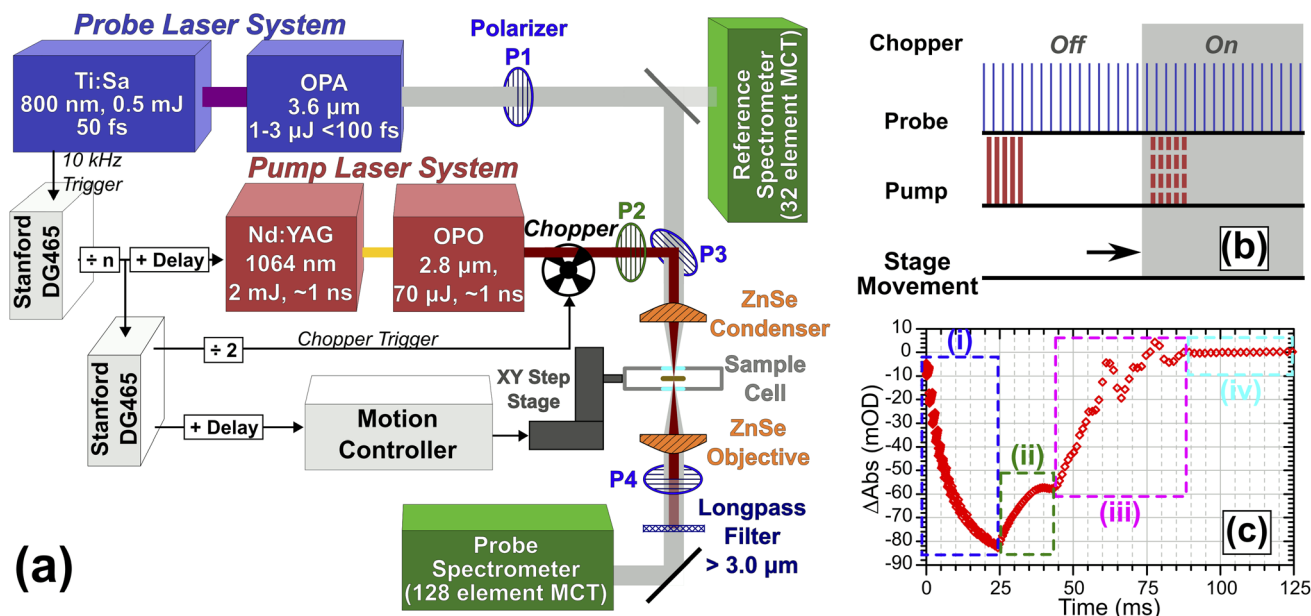 Probe Laser System
Ti:Sa
800 nm, 0.5 mJ
50 fs
OPA
3.6 µm
1-3 µJ <100 fs
Polarizer
P1
Reference
Spectrometer
(32 element MCT)
10 kHz
Trigger
Pump Laser System
Stanford
DG465
÷ n
+ Delay
Nd:YAG
1064 nm
2 mJ, ~1 ns
OPO
2.8 µm,
70 µJ, ~1 ns
Chopper
P2
P3
ZnSe
Condenser
Stanford
DG465
÷ 2
Chopper Trigger
XY Step
Stage
Sample
Cell
+ Delay
Motion
Controller
ZnSe
Objective
P4
Longpass
Filter
> 3.0 µm
Probe
Spectrometer
(128 element MCT)
(a)
Chopper
Off
On
Probe
Pump
Stage
Movement
(b)
10
0
-10
-20
-30
-40
-50
-60
-70
-80
-90
ΔAbs (mOD)
(i)
(ii)
(iii)
(iv)
(c)
0
25
50
75
100
125
Time (ms)